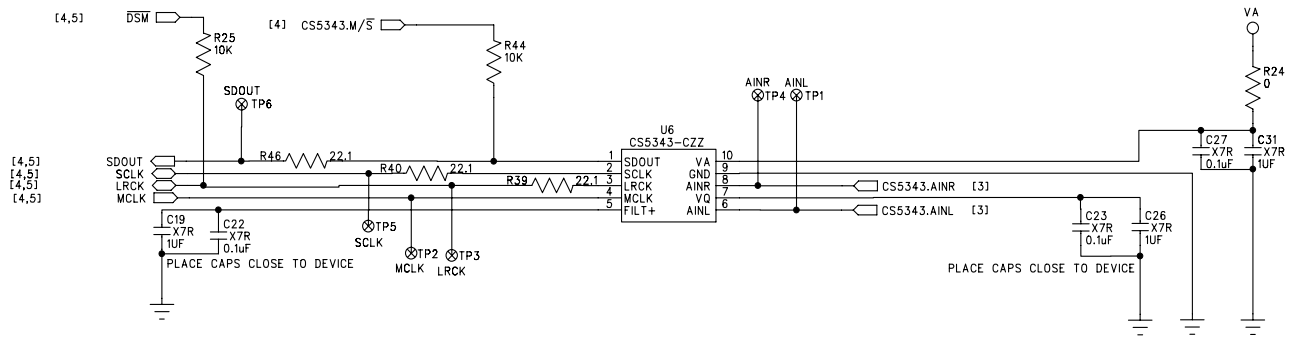 [4,5] DSM
[4] CS5343.M/S
VA
R25
10K
R44
10K
R24
0
SDOUT
TP6
AINR
TP4
AINL
TP1
U6
CS5343-CZZ
C27
X7R
0.1uF
C31
X7R
1UF
[4,5] SDOUT R46 22.1 1 SDOUT VA 10
[4,5] SCLK R40 22.1 2 SCLK GND 9
[4,5] LRCK R39 22.1 3 LRCK AINR 8 CS5343.AINR [3]
[4,5] MCLK 4 MCLK VQ 7
5 FILT+ AINL 6 CS5343.AINL [3]
C19
X7R
1UF
C22
X7R
0.1uF
TP5
SCLK
TP2
MCLK
TP3
LRCK
PLACE CAPS CLOSE TO DEVICE
C23
X7R
0.1uF
C26
X7R
1UF
PLACE CAPS CLOSE TO DEVICE